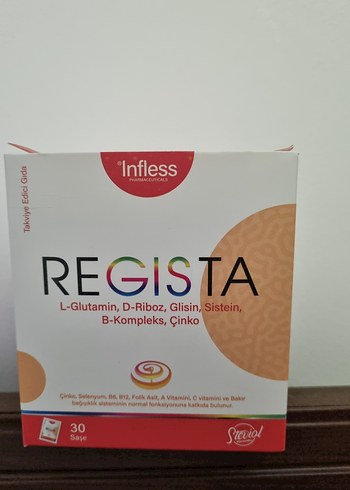 Infless
PHARMACEUTICALS
Takviye Edici Gıda
REGISTA
L-Glutamin, D-Riboz, Glisin, Sistein,
B-Kompleks, Çinko
Çinko, Selenyum, B6, B12, Folik Asit, A Vitamini, C vitamini ve Bakır
bağışıklık sisteminin normal fonksiyonuna katkıda bulunur.
30
Saşe